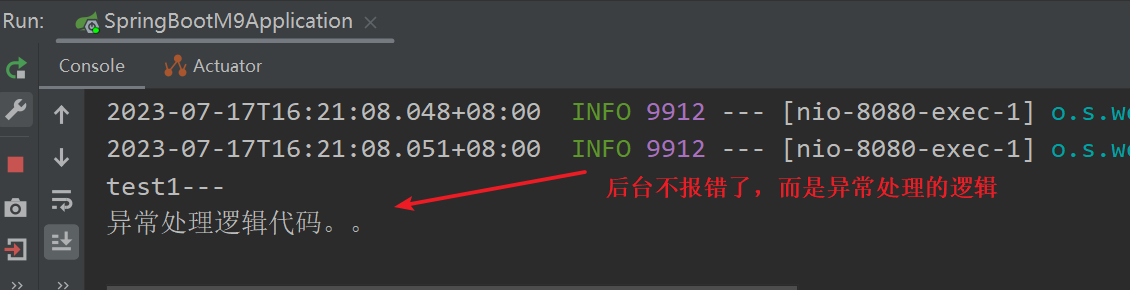 Run: SpringBootM9Application ×
Console Actuator
2023-07-17T16:21:08.048+08:00 INFO 9912 --- [nio-8080-exec-1] o.s.we
2023-07-17T16:21:08.051+08:00 INFO 9912 --- [nio-8080-exec-1] o.s.we
test1---
后台不报错了，而是异常处理的逻辑
异常处理逻辑代码。。